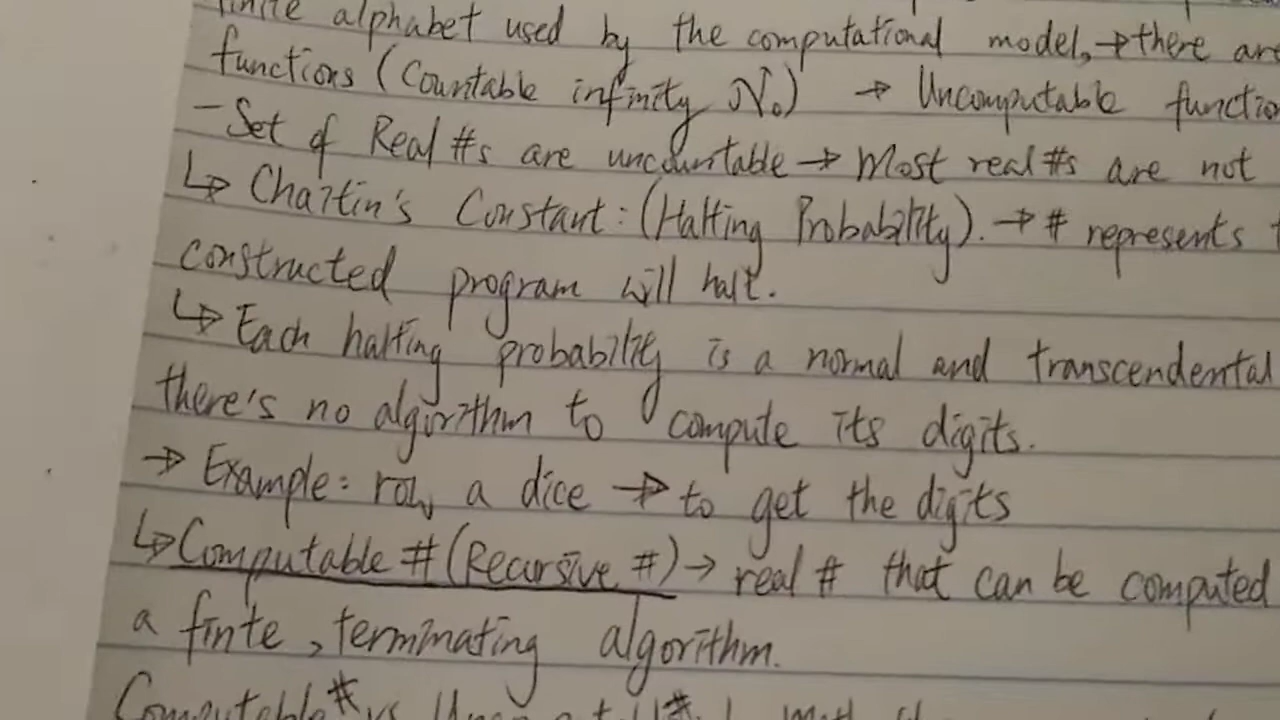 finite alphabet used by the computational model, → there are
functions (Countable infinity ℵ₀) → Uncomputable functio
- Set of Real #s are uncountable → Most real #s are not
↳ Chaitin's Constant: (Halting Probability). → # represents t
constructed program will halt.
↳ Each halting probability is a normal and transcendental
there's no algorithm to compute its digits.
→ Example: roll a dice → to get the digits
↳ Computable # (Recursive #) → real # that can be computed
a finte, terminating algorithm.
Computable # vs